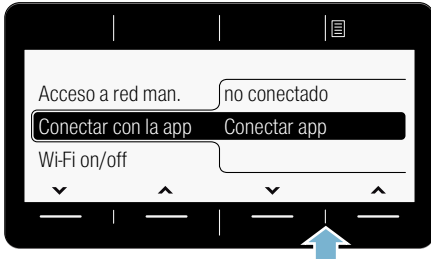 Acceso a red man. no conectado
Conectar con la app Conectar app
Wi-Fi on/off